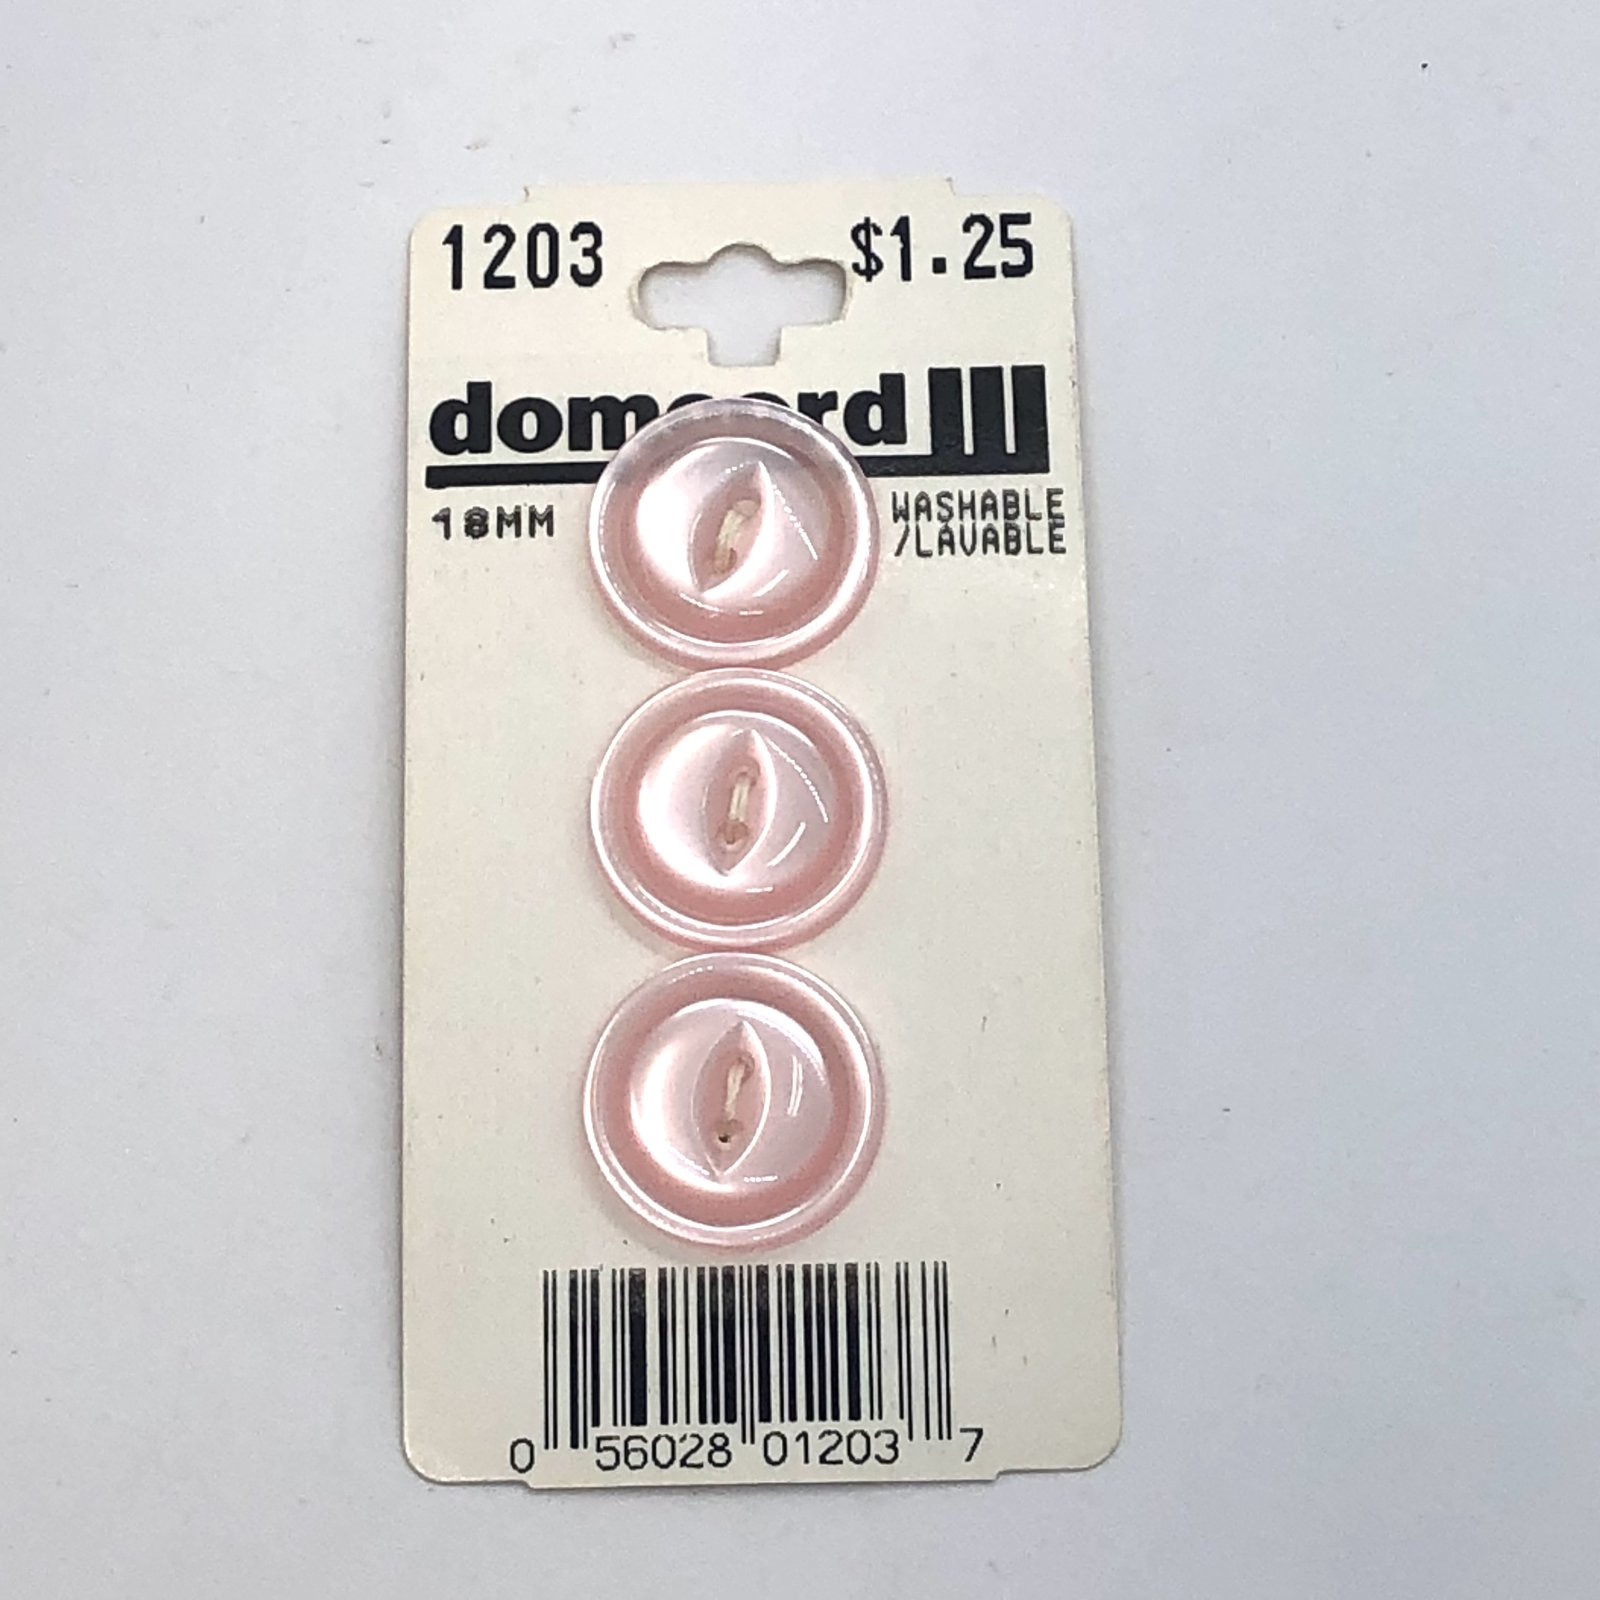 1203 $1.25
18MM
WASHABLE
/LAVABLE
0 56028 01203 7